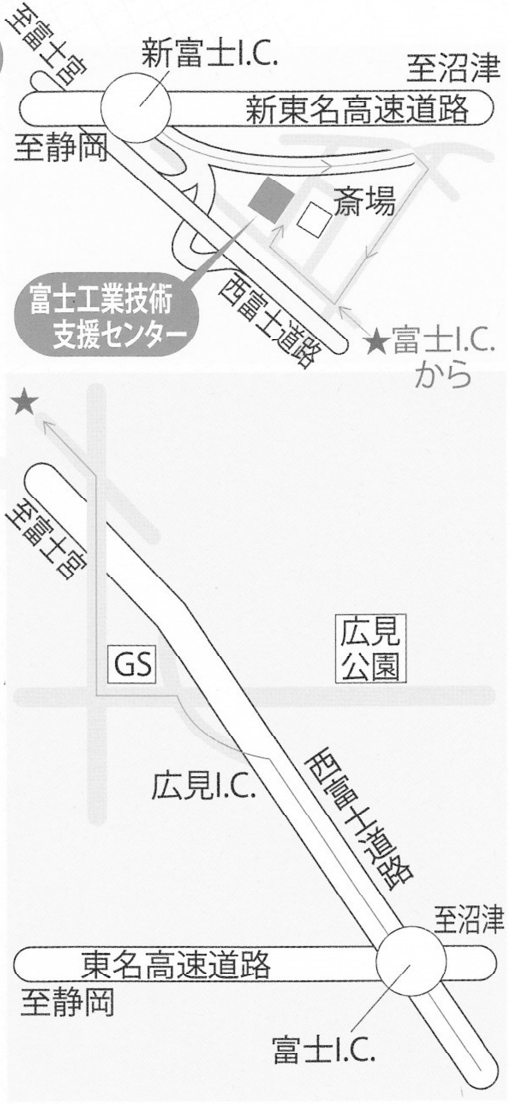 至富士宮
新富士I.C.
至沼津
新東名高速道路
至静岡
斎場
富士工業技術
支援センター
西富士道路
★富士I.C.
から
★
至富士宮
GS
広見
公園
広見I.C.
西富士道路
至沼津
東名高速道路
至静岡
富士I.C.